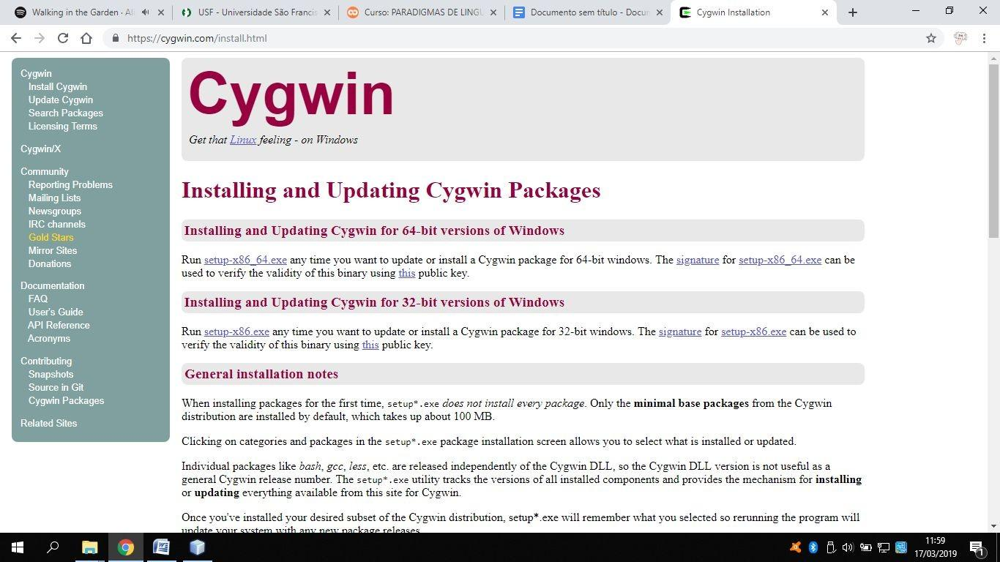 Walking in the Garden · Al
USF - Universidade São Francis
Curso: PARADIGMAS DE LINGU
Documento sem título - Docun
Cygwin Installation
https://cygwin.com/install.html
Cygwin
Install Cygwin
Update Cygwin
Search Packages
Licensing Terms
Cygwin/X
Community
Reporting Problems
Mailing Lists
Newsgroups
IRC channels
Gold Stars
Mirror Sites
Donations
Documentation
FAQ
User's Guide
API Reference
Acronyms
Contributing
Snapshots
Source in Git
Cygwin Packages
Related Sites
Cygwin
Get that Linux feeling - on Windows
Installing and Updating Cygwin Packages
Installing and Updating Cygwin for 64-bit versions of Windows
Run setup-x86_64.exe any time you want to update or install a Cygwin package for 64-bit windows. The signature for setup-x86_64.exe can be
used to verify the validity of this binary using this public key.
Installing and Updating Cygwin for 32-bit versions of Windows
Run setup-x86.exe any time you want to update or install a Cygwin package for 32-bit windows. The signature for setup-x86.exe can be used to
verify the validity of this binary using this public key.
General installation notes
When installing packages for the first time, setup*.exe does not install every package. Only the minimal base packages from the Cygwin
distribution are installed by default, which takes up about 100 MB.
Clicking on categories and packages in the setup*.exe package installation screen allows you to select what is installed or updated.
Individual packages like bash, gcc, less, etc. are released independently of the Cygwin DLL, so the Cygwin DLL version is not useful as a
general Cygwin release number. The setup*.exe utility tracks the versions of all installed components and provides the mechanism for installing
or updating everything available from this site for Cygwin.
Once you've installed your desired subset of the Cygwin distribution, setup*.exe will remember what you selected so rerunning the program will
update your system with any new package releases.
11:59
17/03/2019
1